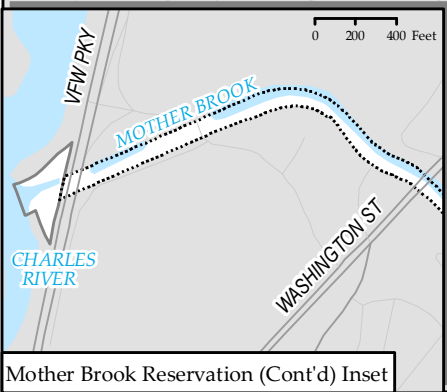 0 200 400 Feet
VFW PKY
MOTHER BROOK
WASHINGTON ST
CHARLES
RIVER
Mother Brook Reservation (Cont'd) Inset